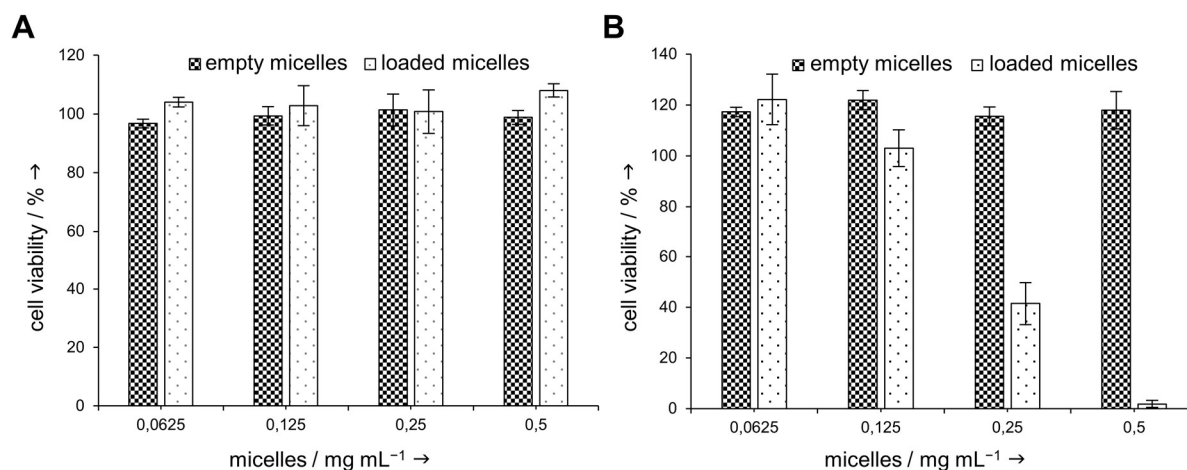 A
empty micelles loaded micelles
cell viability / % →
120
100
80
60
40
20
0
0,0625 0,125 0,25 0,5
micelles / mg mL⁻¹ →
B
empty micelles loaded micelles
cell viability / % →
140
120
100
80
60
40
20
0
0,0625 0,125 0,25 0,5
micelles / mg mL⁻¹ →